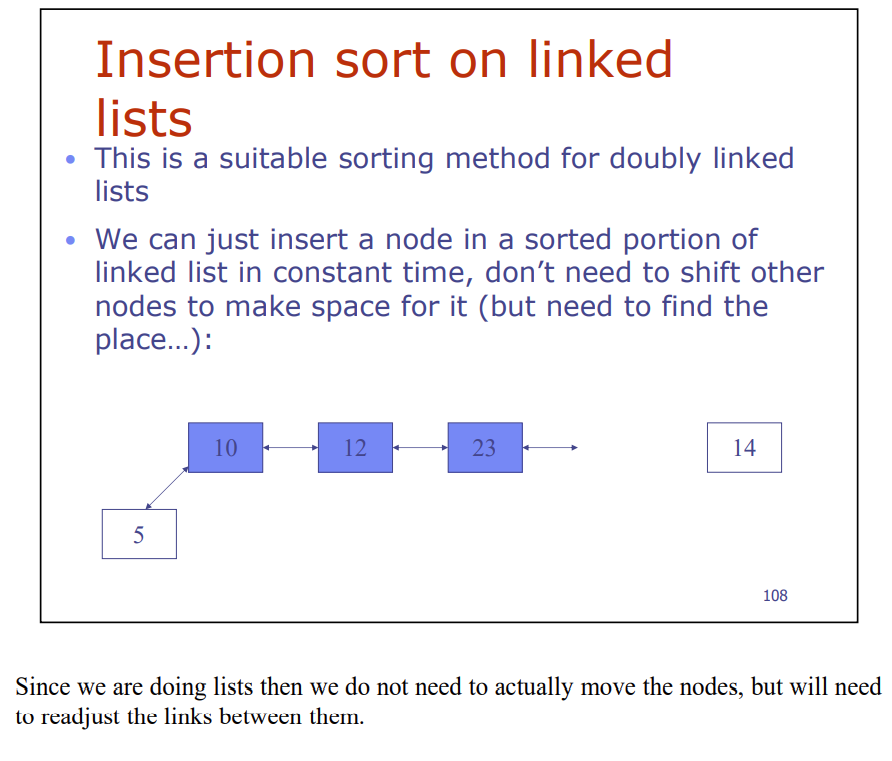 Insertion sort on linked
lists
• This is a suitable sorting method for doubly linked
lists
• We can just insert a node in a sorted portion of
linked list in constant time, don’t need to shift other
nodes to make space for it (but need to find the
place…):
10 12 23 14
5
108
Since we are doing lists then we do not need to actually move the nodes, but will need
to readjust the links between them.